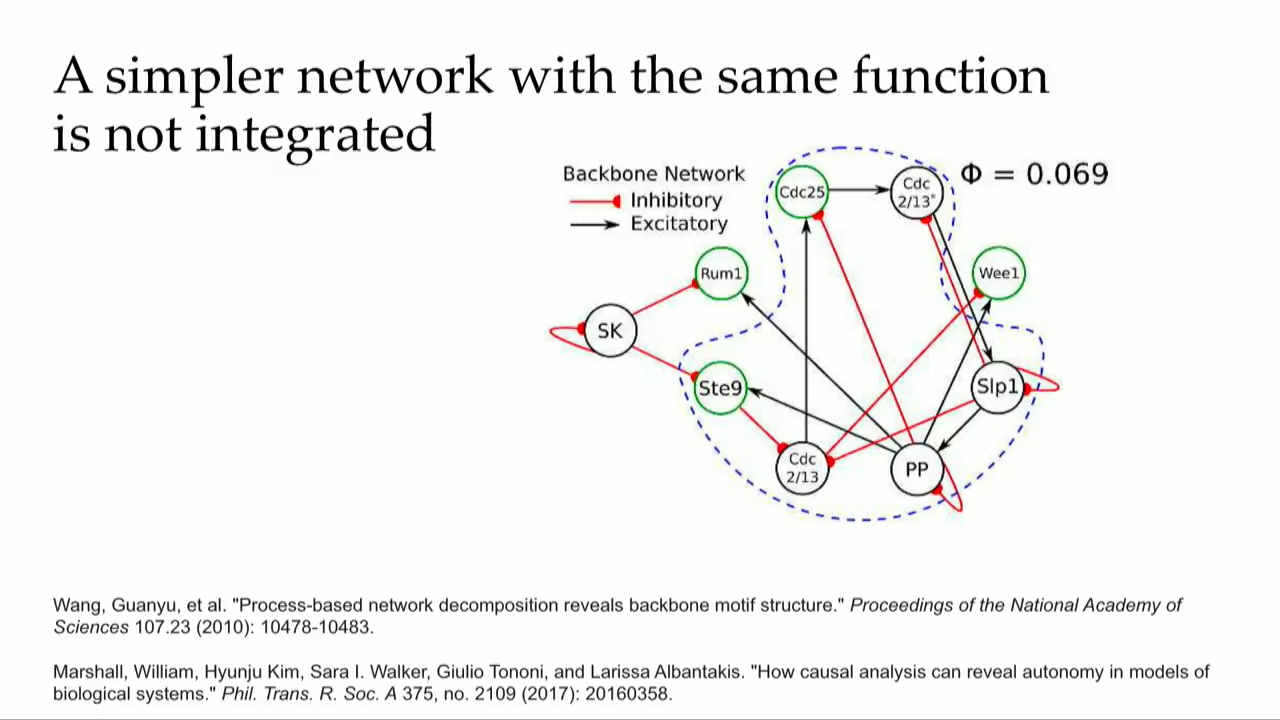 A simpler network with the same function
is not integrated
Backbone Network
Inhibitory
Excitatory
Φ = 0.069
Cdc25
Cdc
2/13*
Rum1
Wee1
SK
Ste9
Slp1
Cdc
2/13
PP
Wang, Guanyu, et al. "Process-based network decomposition reveals backbone motif structure." Proceedings of the National Academy of
Sciences 107.23 (2010): 10478-10483.
Marshall, William, Hyunju Kim, Sara I. Walker, Giulio Tononi, and Larissa Albantakis. "How causal analysis can reveal autonomy in models of
biological systems." Phil. Trans. R. Soc. A 375, no. 2109 (2017): 20160358.